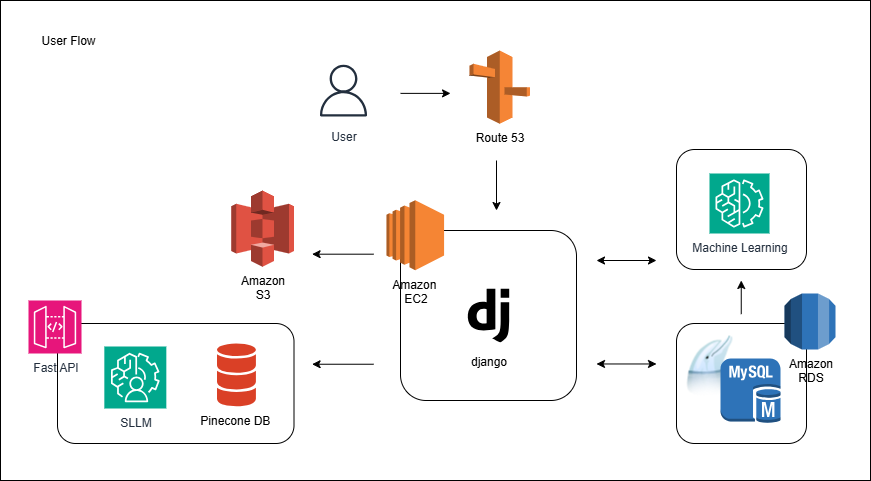 User Flow
User
Route 53
Machine Learning
Amazon
S3
Amazon
EC2
dj
django
Fast API
SLLM
Pinecone DB
MySQL
M
Amazon
RDS